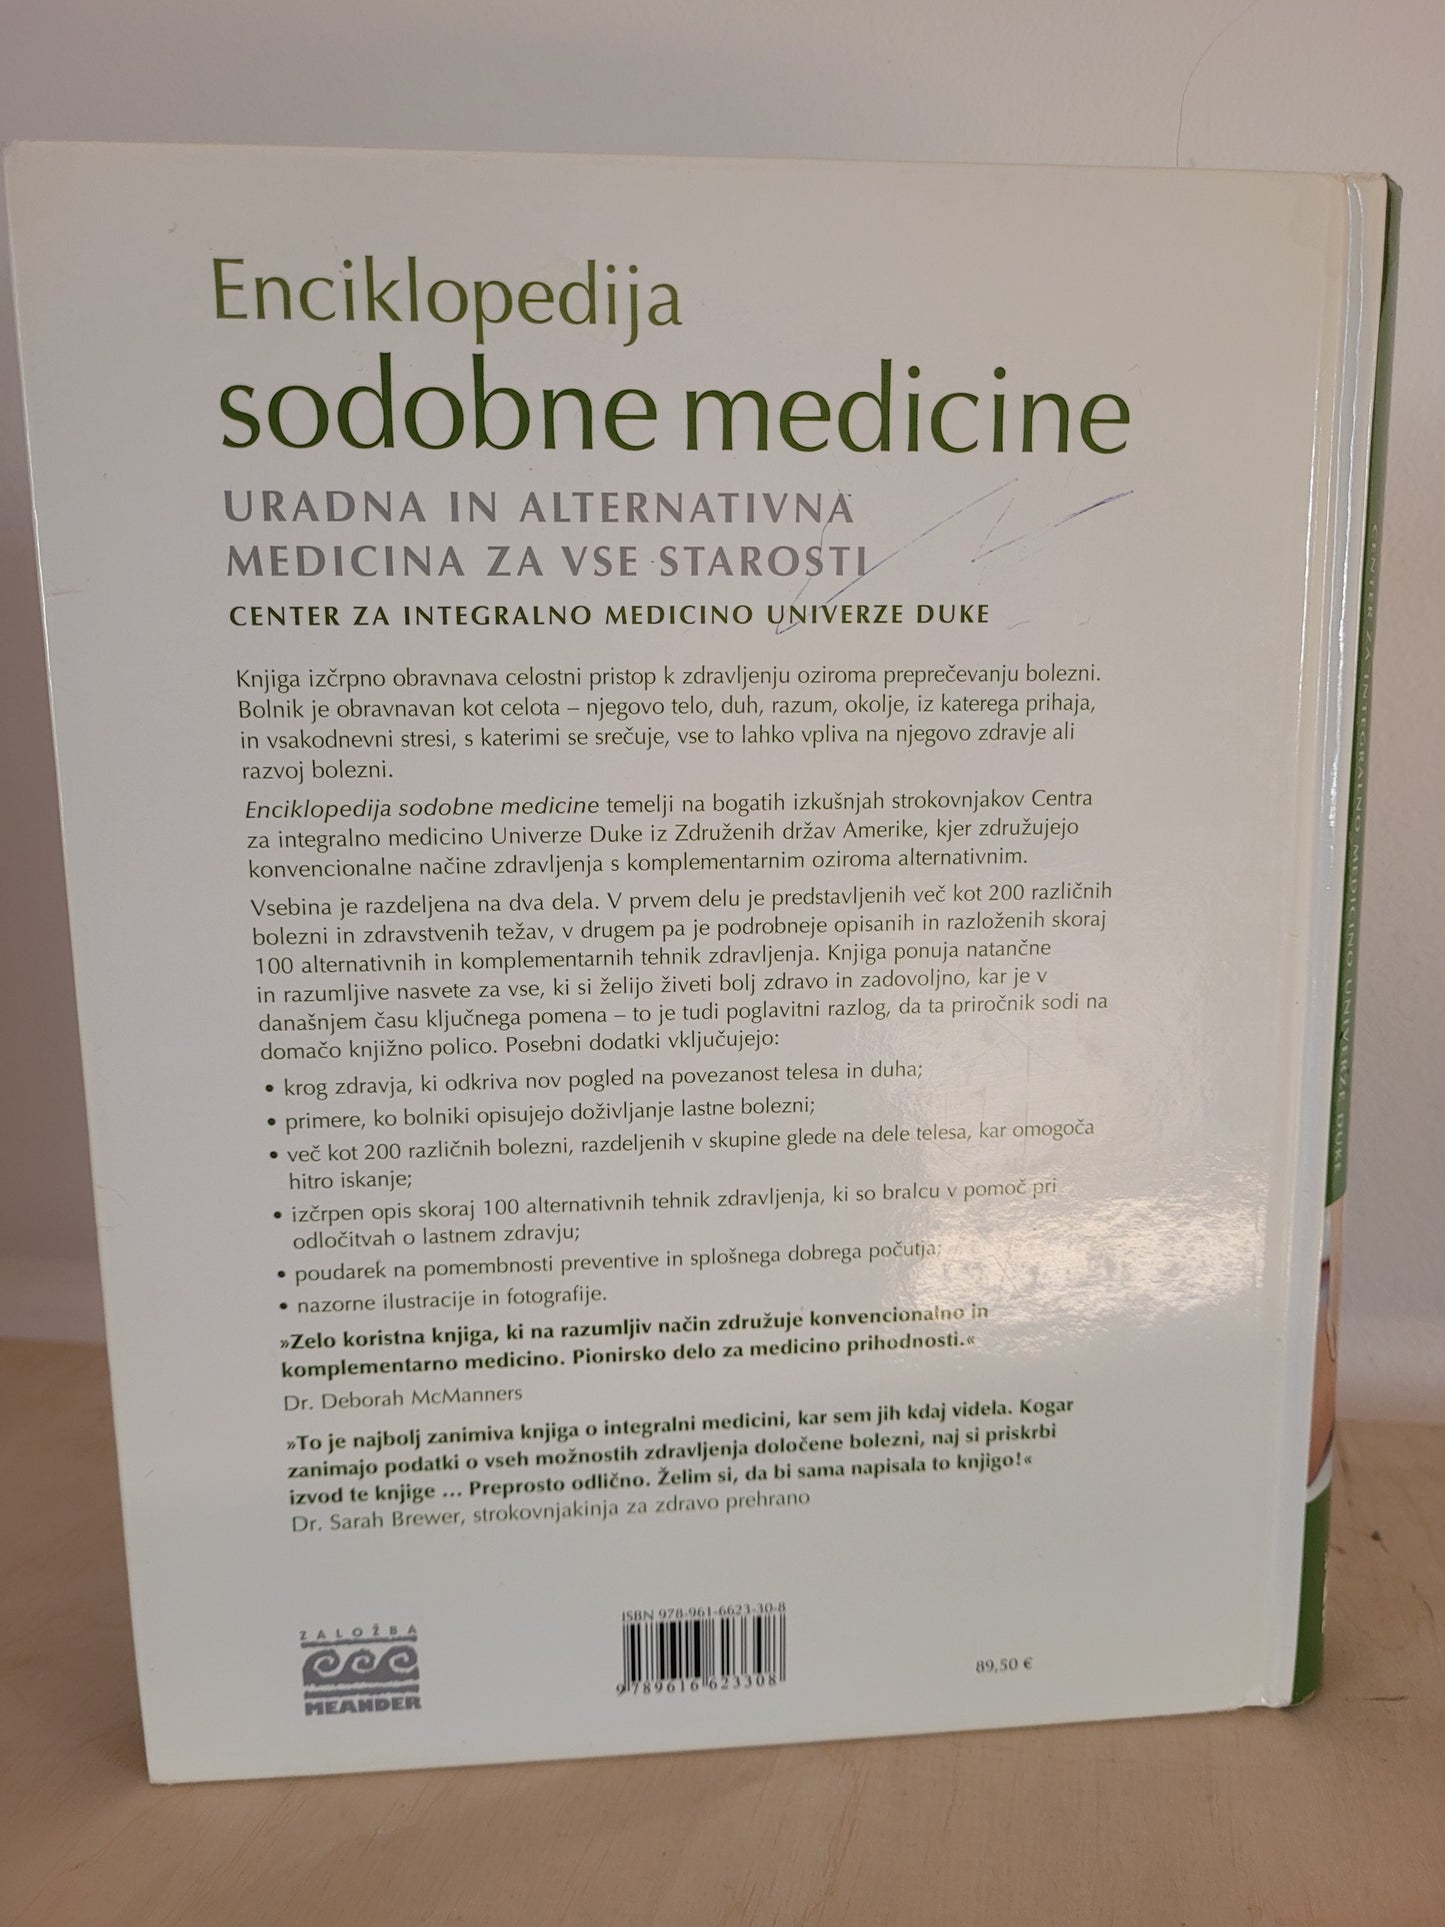 Enciklopedija
sodobne medicine
URADNA IN ALTERNATIVNA
MEDICINA ZA VSE STAROSTI
CENTER ZA INTEGRALNO MEDICINO UNIVERZE DUKE
Knjiga izčrpno obravnava celostni pristop k zdravljenju oziroma preprečevanju bolezni.
Bolnik je obravnavan kot celota – njegovo telo, duh, razum, okolje, iz katerega prihaja,
in vsakodnevni stresi, s katerimi se srečuje, vse to lahko vpliva na njegovo zdravje ali
razvoj bolezni.
Enciklopedija sodobne medicine temelji na bogatih izkušnjah strokovnjakov Centra
za integralno medicino Univerze Duke iz Združenih držav Amerike, kjer združujejo
konvencionalne načine zdravljenja s komplementarnim oziroma alternativnim.
Vsebina je razdeljena na dva dela. V prvem delu je predstavljenih več kot 200 različnih
bolezni in zdravstvenih težav, v drugem pa je podrobneje opisanih in razloženih skoraj
100 alternativnih in komplementarnih tehnik zdravljenja. Knjiga ponuja natančne
in razumljive nasvete za vse, ki si želijo živeti bolj zdravo in zadovoljno, kar je v
današnjem času ključnega pomena – to je tudi poglavitni razlog, da ta priročnik sodi na
domačo knjižno polico. Posebni dodatki vključujejo:
• krog zdravja, ki odkriva nov pogled na povezanost telesa in duha;
• primere, ko bolniki opisujejo doživljanje lastne bolezni;
• več kot 200 različnih bolezni, razdeljenih v skupine glede na dele telesa, kar omogoča
hitro iskanje;
• izčrpen opis skoraj 100 alternativnih tehnik zdravljenja, ki so bralcu v pomoč pri
odločitvah o lastnem zdravju;
• poudarek na pomembnosti preventive in splošnega dobrega počutja;
• nazorne ilustracije in fotografije.
»Zelo koristna knjiga, ki na razumljiv način združuje konvencionalno in
komplementarno medicino. Pionirsko delo za medicino prihodnosti.«
Dr. Deborah McManners
»To je najbolj zanimiva knjiga o integralni medicini, kar sem jih kdaj videla. Kogar
zanimajo podatki o vseh možnostih zdravljenja določene bolezni, naj si priskrbi
izvod te knjige ... Preprosto odlično. Želim si, da bi sama napisala to knjigo!«
Dr. Sarah Brewer, strokovnjakinja za zdravo prehrano
ZALOŽBA
MEANDER
ISBN 978-961-6623-30-8
9 789616 623308
89,50 €
CENTER ZA INTEGRALNO MEDICINO UNIVERZE DUKE